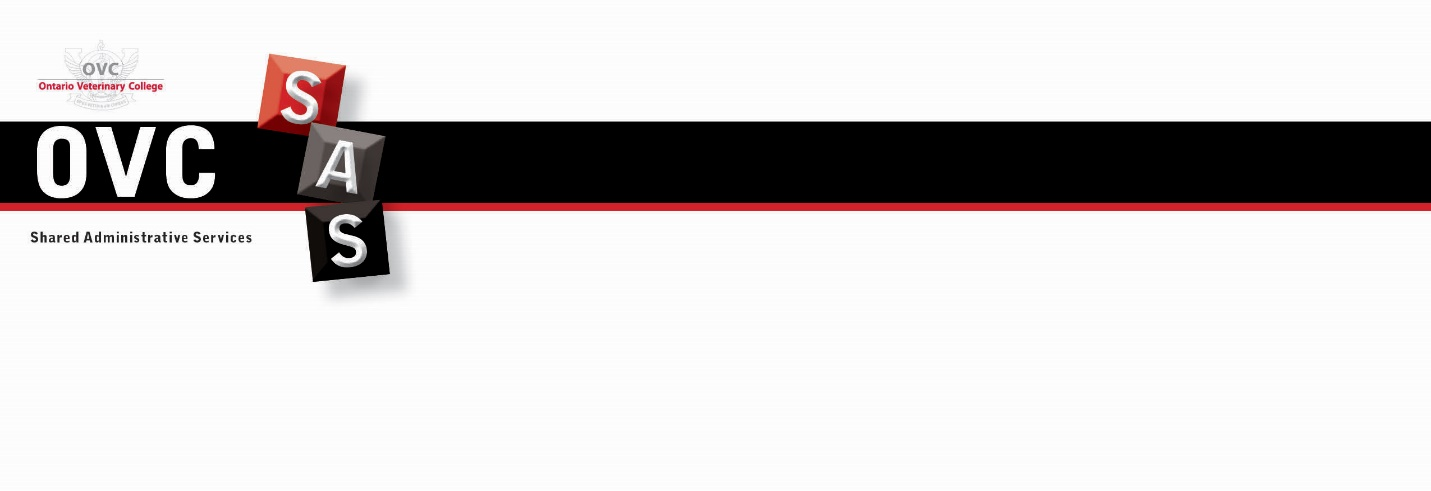 OVC
Ontario Veterinary College
OVC
S
A
S
Shared Administrative Services